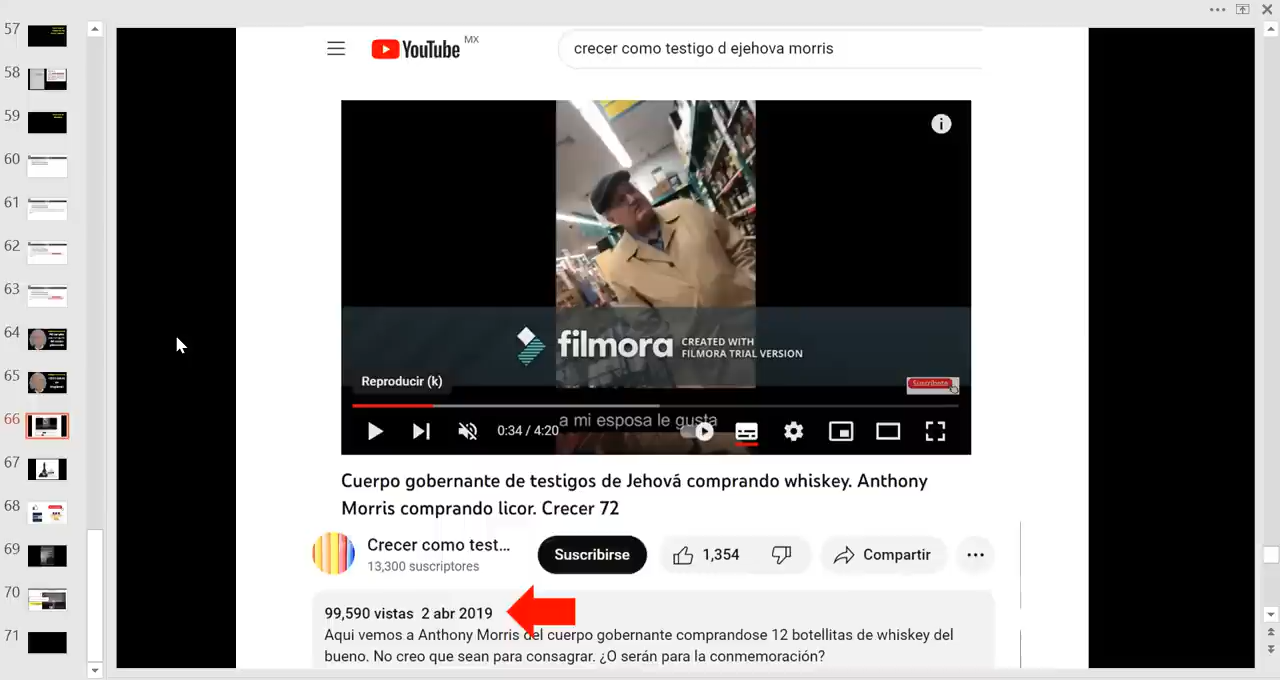 57
58
59
60
61
62
63
64
65
66
67
68
69
70
71
YouTube MX
crecer como testigo d ejehova morris
filmora CREATED WITH
FILMORA TRIAL VERSION
Reproducir (k)
Suscribete
a mi esposa le gusta
0:34 / 4:20
Cuerpo gobernante de testigos de Jehová comprando whiskey. Anthony
Morris comprando licor. Crecer 72
Crecer como test...
13,300 suscriptores
Suscribirse
1,354
Compartir
99,590 vistas 2 abr 2019
Aqui vemos a Anthony Morris del cuerpo gobernante comprandose 12 botellitas de whiskey del
bueno. No creo que sean para consagrar. ¿O serán para la conmemoración?